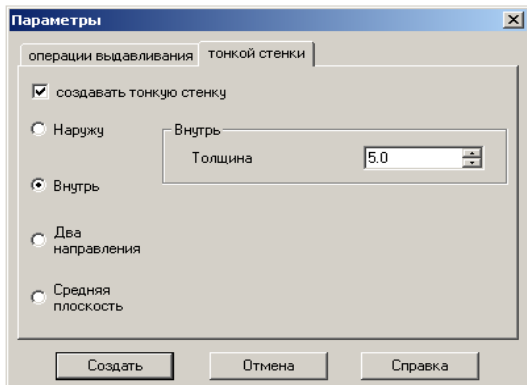 Параметры
операции выдавливания тонкой стенки
создавать тонкую стенку
Наружу
Внутрь
Толщина 5.0
Внутрь
Два
направления
Средняя
плоскость
Создать Отмена Справка